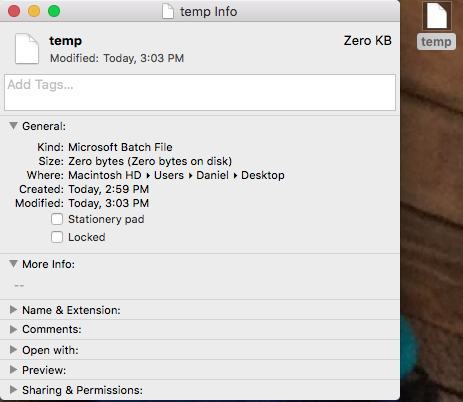 temp Info
temp
Zero KB
Modified: Today, 3:03 PM
Add Tags...
General:
Kind: Microsoft Batch File
Size: Zero bytes (Zero bytes on disk)
Where: Macintosh HD ▸ Users ▸ Daniel ▸ Desktop
Created: Today, 2:59 PM
Modified: Today, 3:03 PM
Stationery pad
Locked
More Info:
--
Name & Extension:
Comments:
Open with:
Preview:
Sharing & Permissions:
temp